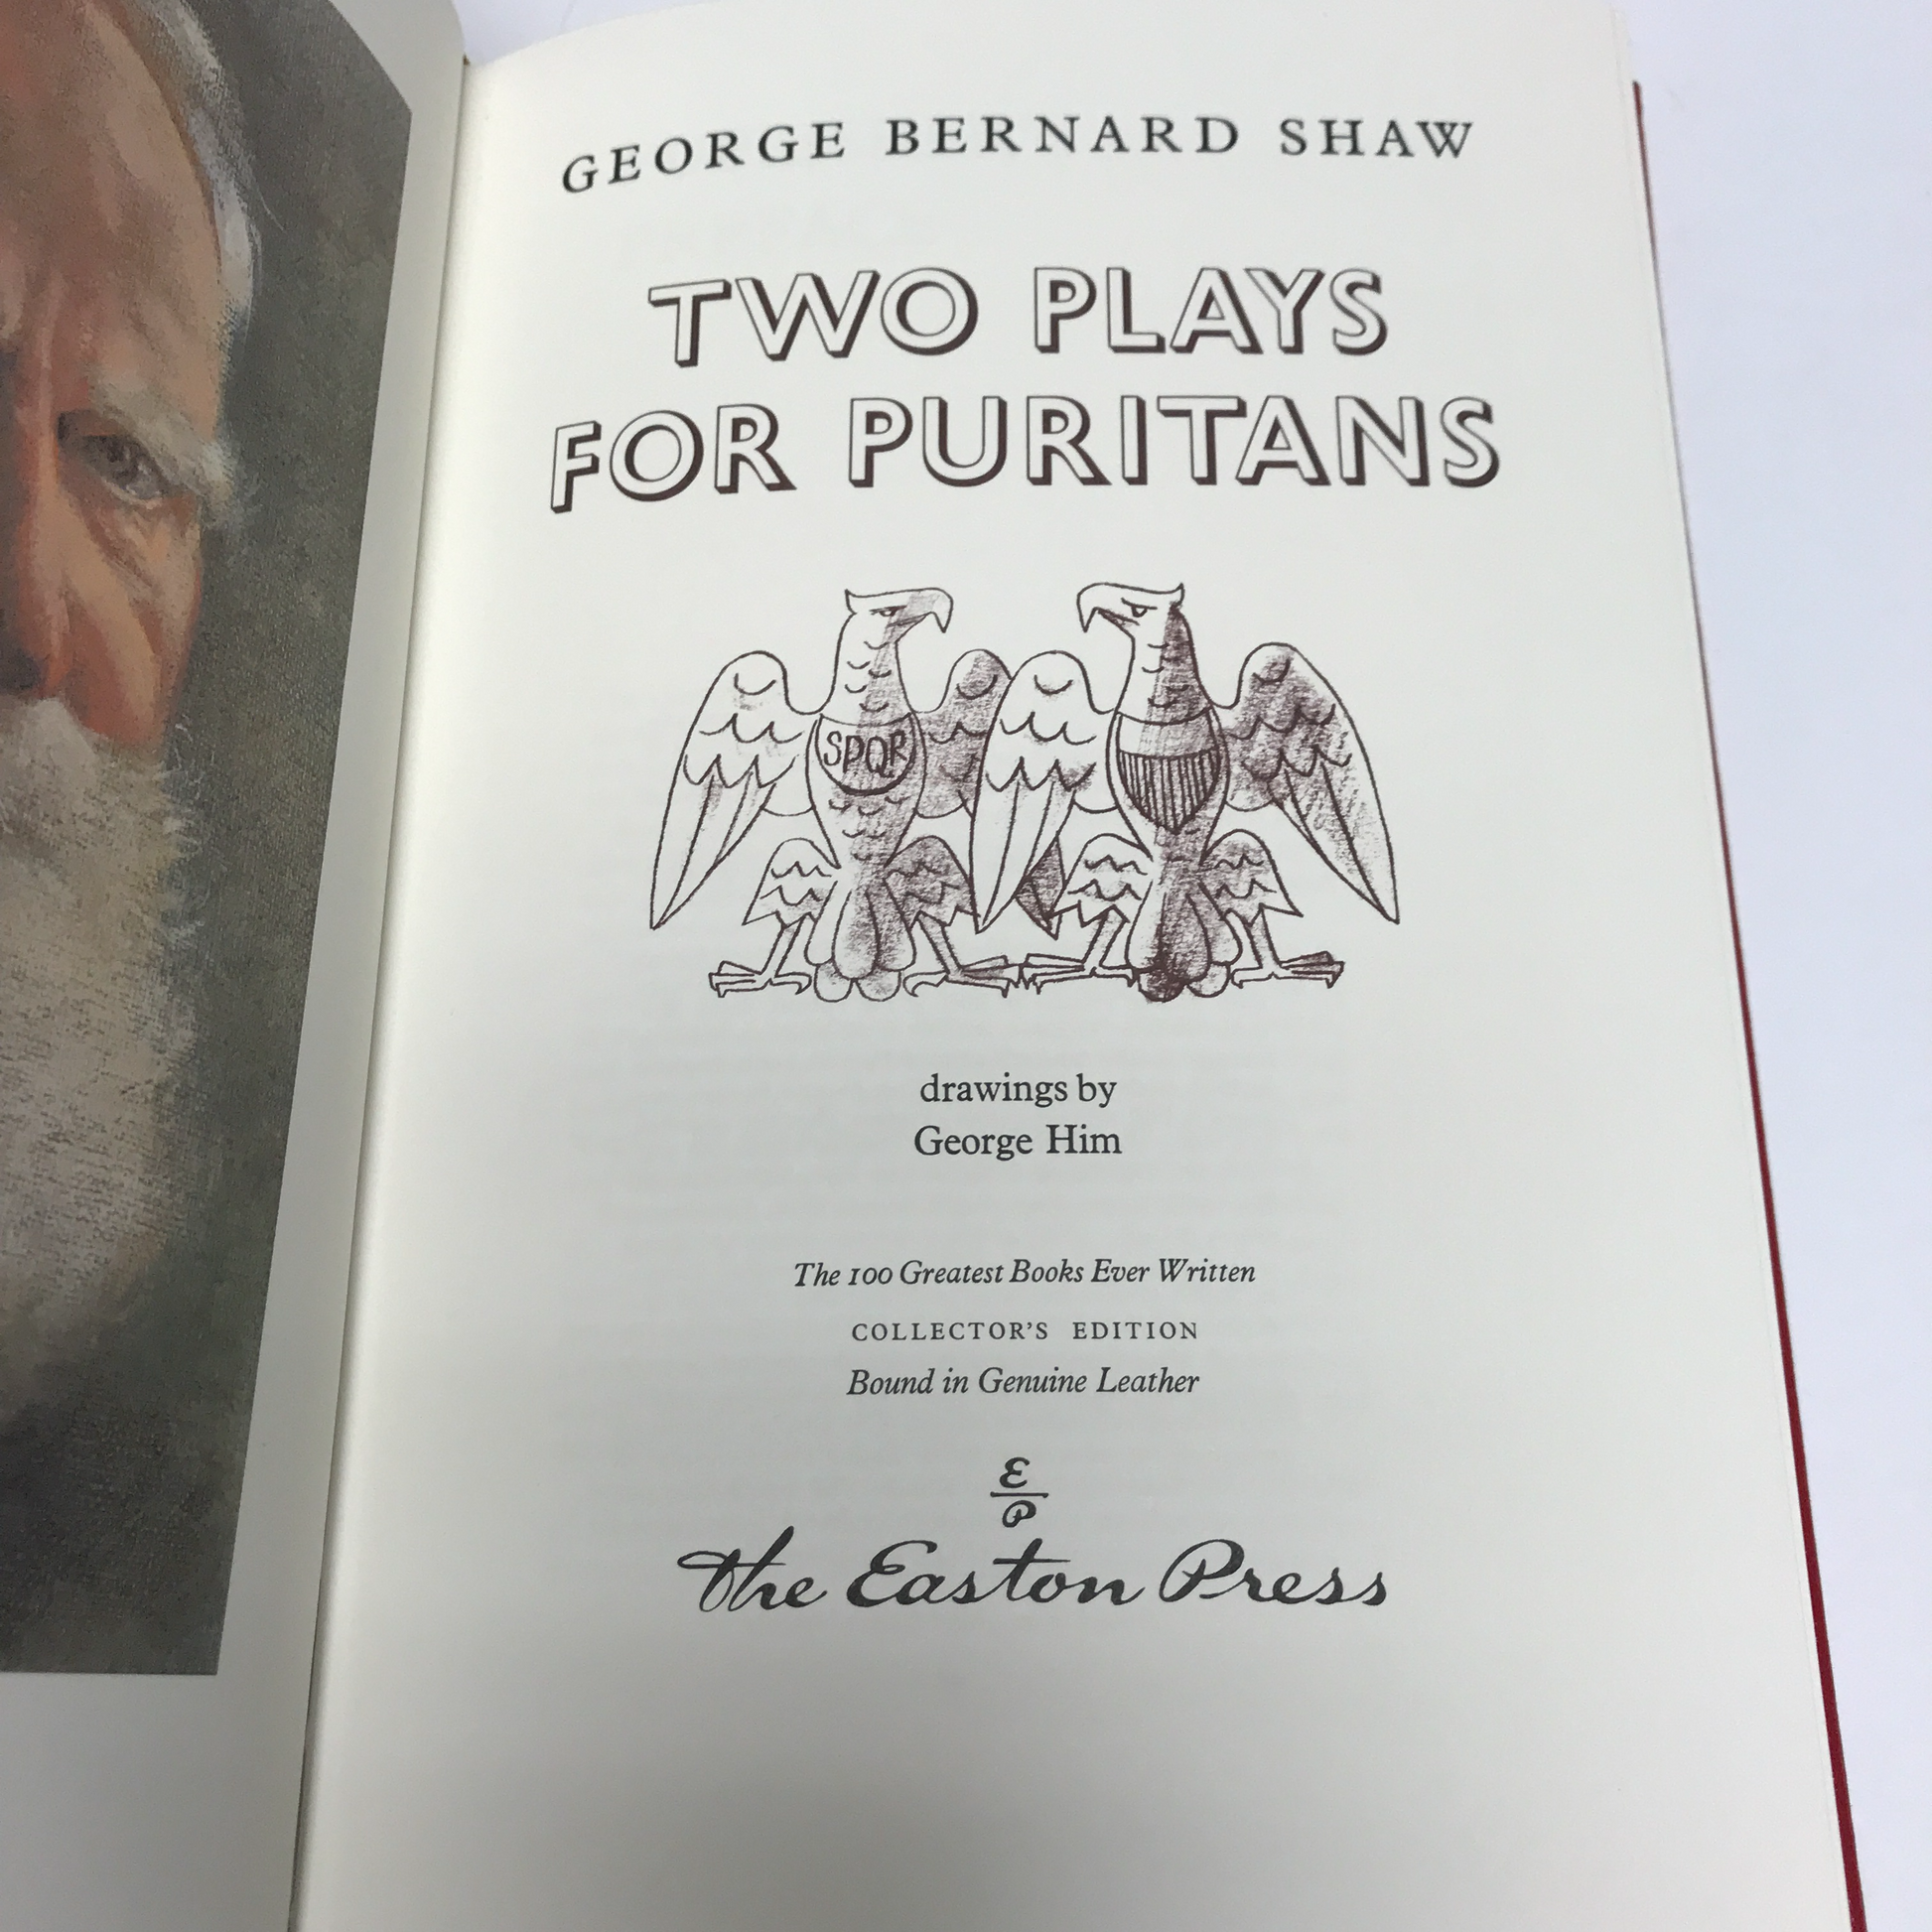 GEORGE BERNARD SHAW
TWO PLAYS
FOR PURITANS
SPQR
drawings by
George Him
The 100 Greatest Books Ever Written
COLLECTOR'S EDITION
Bound in Genuine Leather
E
P
The Easton Press